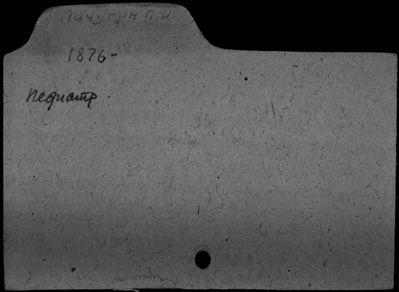 Пичугин П.И.
1876-
педиатр